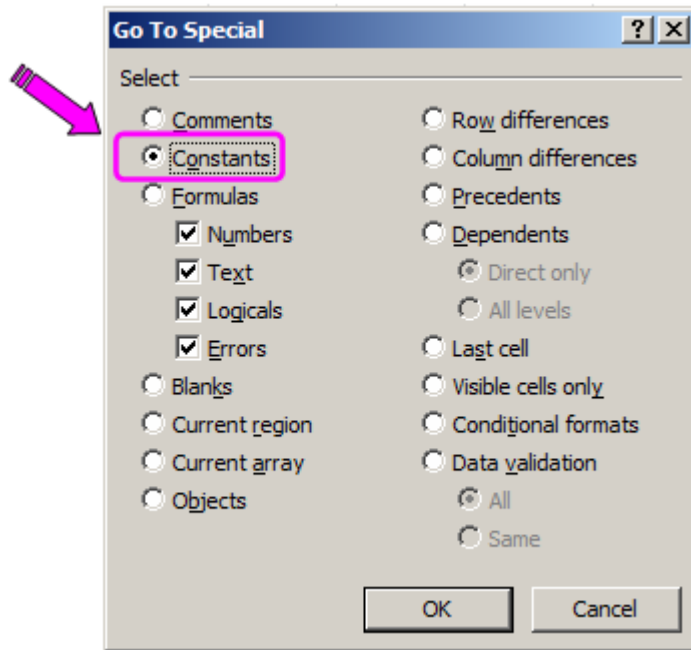 Go To Special
Select
Comments
Constants
Formulas
Numbers
Text
Logicals
Errors
Blanks
Current region
Current array
Objects
Row differences
Column differences
Precedents
Dependents
Direct only
All levels
Last cell
Visible cells only
Conditional formats
Data validation
All
Same
OK
Cancel